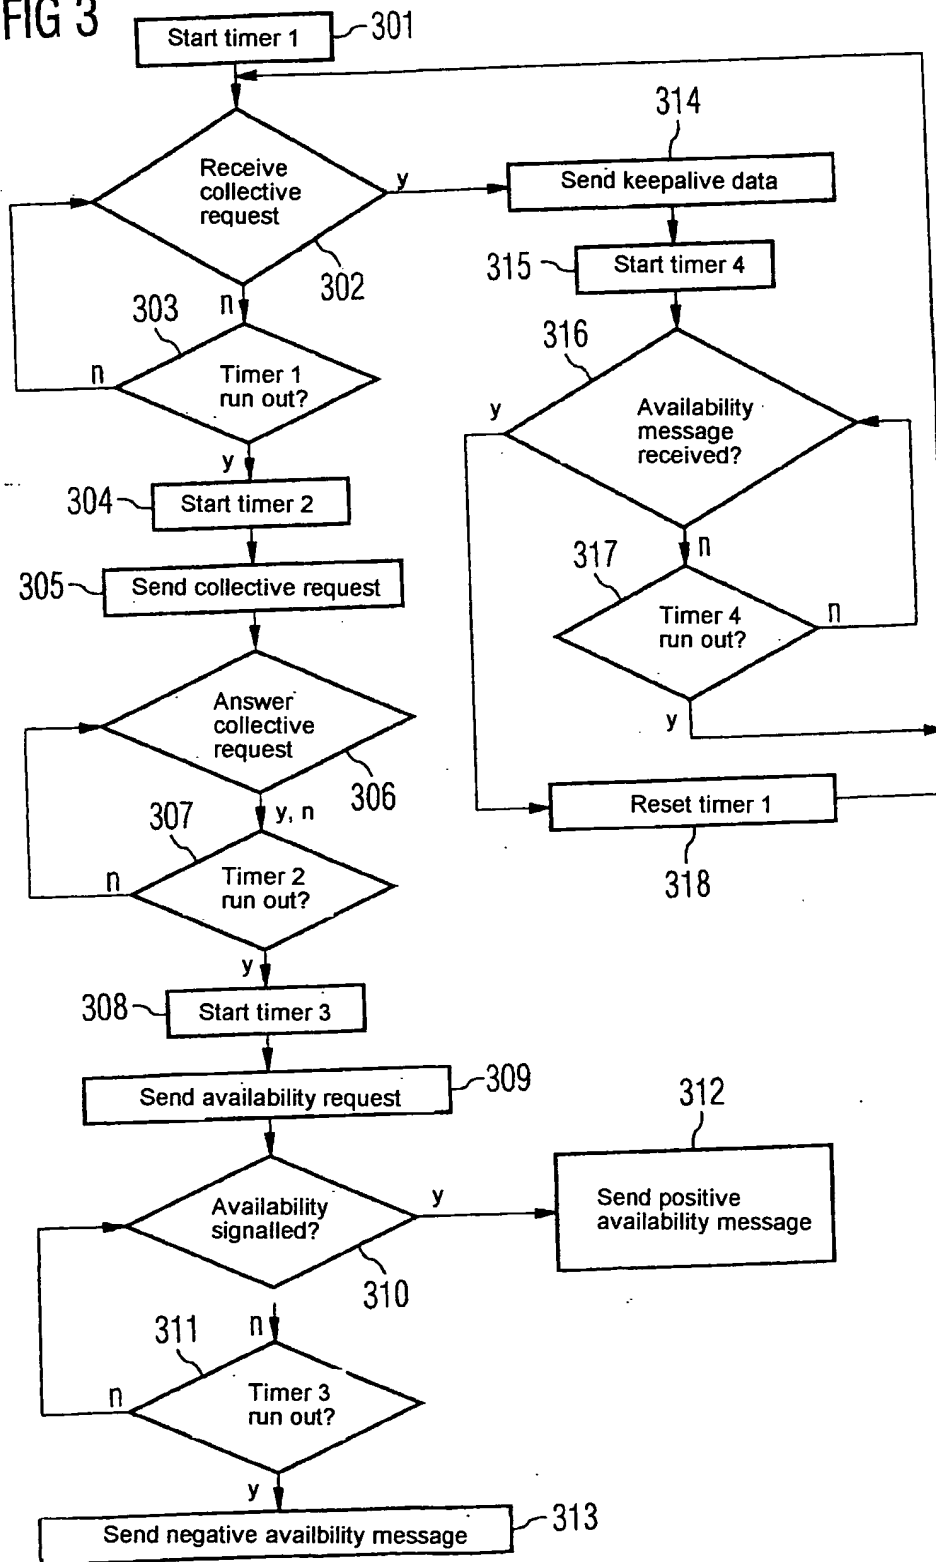 FIG 3
Start timer 1
301
314
Receive
collective
request
y
Send keepalive data
302
315
Start timer 4
n
303
316
n
Timer 1
run out?
y
Availability
message
received?
y
304
Start timer 2
n
317
305
Send collective request
Timer 4
run out?
n
Answer
collective
request
y
306
y, n
Reset timer 1
307
318
n
Timer 2
run out?
y
308
Start timer 3
309
Send availability request
312
Availability
signalled?
y
Send positive
availability message
310
n
311
n
Timer 3
run out?
y
Send negative availbility message
313